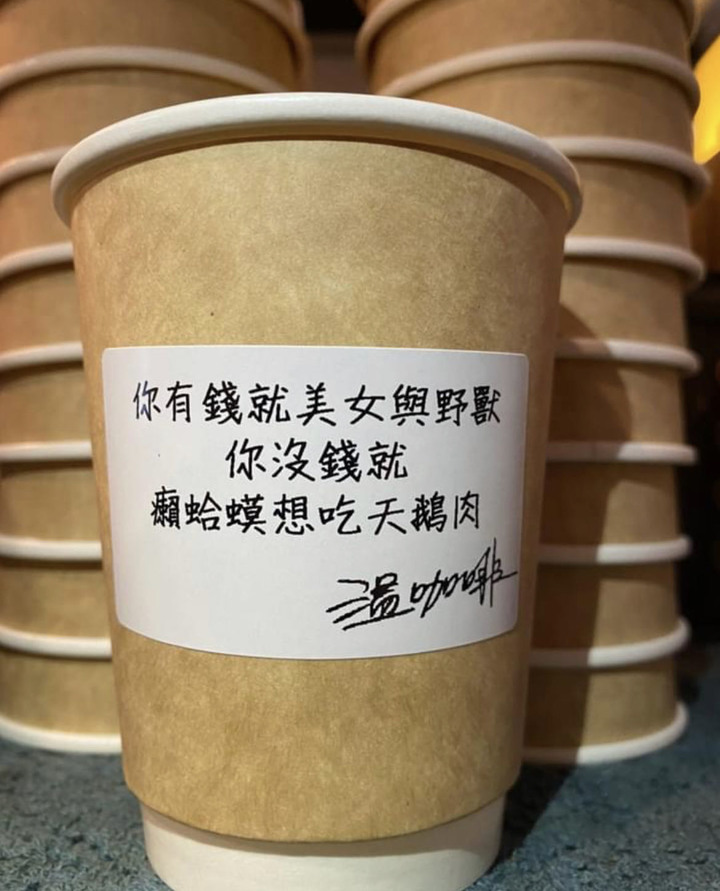 你有錢就美女與野獸
你沒錢就
癩蛤蟆想吃天鵝肉
溫咖啡